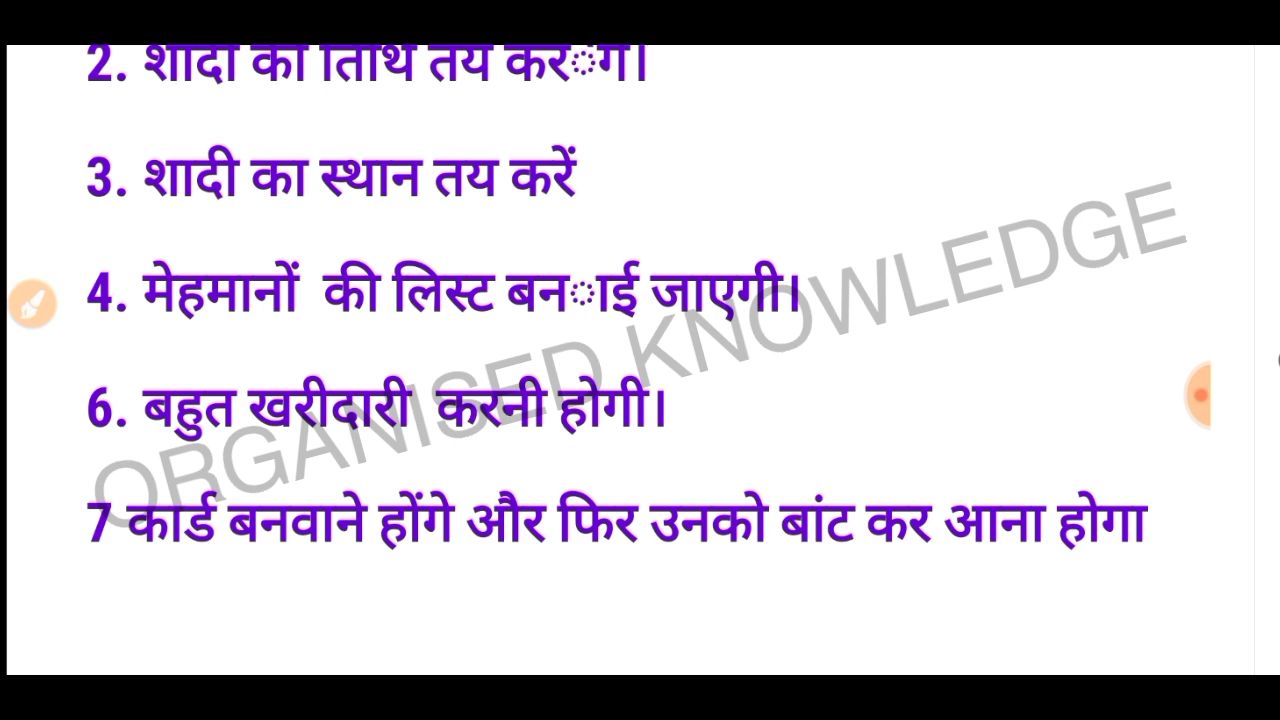 2. शादी की तिथि तय करेंगे।
3. शादी का स्थान तय करें
4. मेहमानों की लिस्ट बनाई जाएगी।
6. बहुत खरीदारी करनी होगी।
7 कार्ड बनवाने होंगे और फिर उनको बांट कर आना होगा
ORGANISED KNOWLEDGE